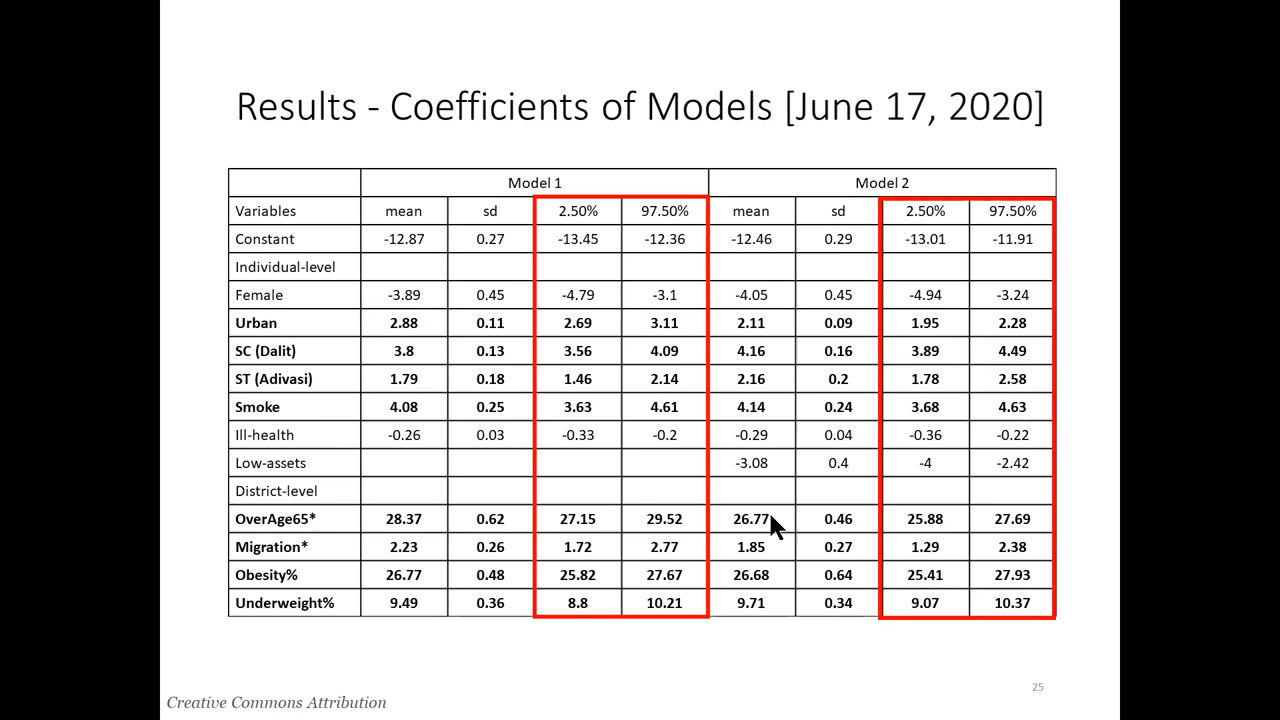 Results - Coefficients of Models [June 17, 2020]
Model 1 Model 2
Variables mean sd 2.50% 97.50% mean sd 2.50% 97.50%
Constant -12.87 0.27 -13.45 -12.36 -12.46 0.29 -13.01 -11.91
Individual-level
Female -3.89 0.45 -4.79 -3.1 -4.05 0.45 -4.94 -3.24
Urban 2.88 0.11 2.69 3.11 2.11 0.09 1.95 2.28
SC (Dalit) 3.8 0.13 3.56 4.09 4.16 0.16 3.89 4.49
ST (Adivasi) 1.79 0.18 1.46 2.14 2.16 0.2 1.78 2.58
Smoke 4.08 0.25 3.63 4.61 4.14 0.24 3.68 4.63
Ill-health -0.26 0.03 -0.33 -0.2 -0.29 0.04 -0.36 -0.22
Low-assets -3.08 0.4 -4 -2.42
District-level
OverAge65* 28.37 0.62 27.15 29.52 26.77 0.46 25.88 27.69
Migration* 2.23 0.26 1.72 2.77 1.85 0.27 1.29 2.38
Obesity% 26.77 0.48 25.82 27.67 26.68 0.64 25.41 27.93
Underweight% 9.49 0.36 8.8 10.21 9.71 0.34 9.07 10.37
25
Creative Commons Attribution